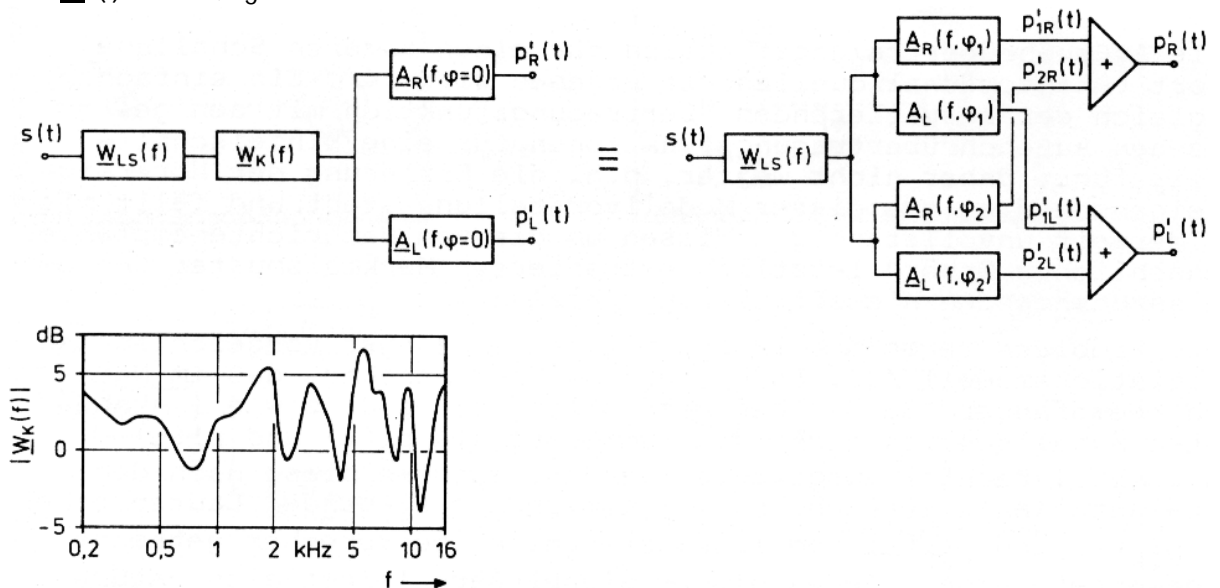 s(t)
W_LS(f)
W_K(f)
A_R(f,φ=0)
p'_R(t)
A_L(f,φ=0)
p'_L(t)
≡
s(t)
W_LS(f)
A_R(f,φ₁)
p'_1R(t)
A_L(f,φ₁)
p'_2R(t)
+
p'_R(t)
A_R(f,φ₂)
p'_1L(t)
A_L(f,φ₂)
p'_2L(t)
+
p'_L(t)
dB
5
0
-5
|W_K(f)|
0,2 0,5 1 2 kHz 5 10 16
f →